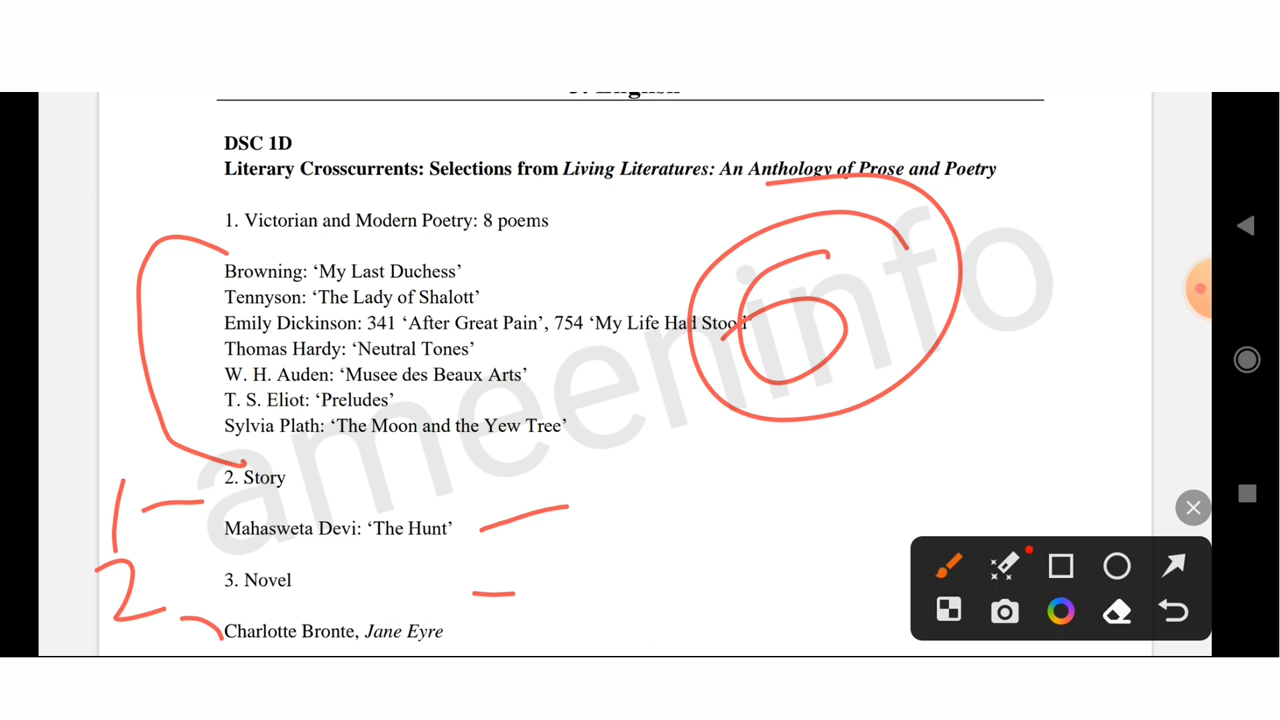 DSC 1D
Literary Crosscurrents: Selections from Living Literatures: An Anthology of Prose and Poetry
1. Victorian and Modern Poetry: 8 poems
Browning: ‘My Last Duchess’
Tennyson: ‘The Lady of Shalott’
Emily Dickinson: 341 ‘After Great Pain’, 754 ‘My Life Had Stood’
Thomas Hardy: ‘Neutral Tones’
W. H. Auden: ‘Musee des Beaux Arts’
T. S. Eliot: ‘Preludes’
Sylvia Plath: ‘The Moon and the Yew Tree’
2. Story
Mahasweta Devi: ‘The Hunt’
3. Novel
Charlotte Bronte, Jane Eyre
ameeninfo
6
1
2